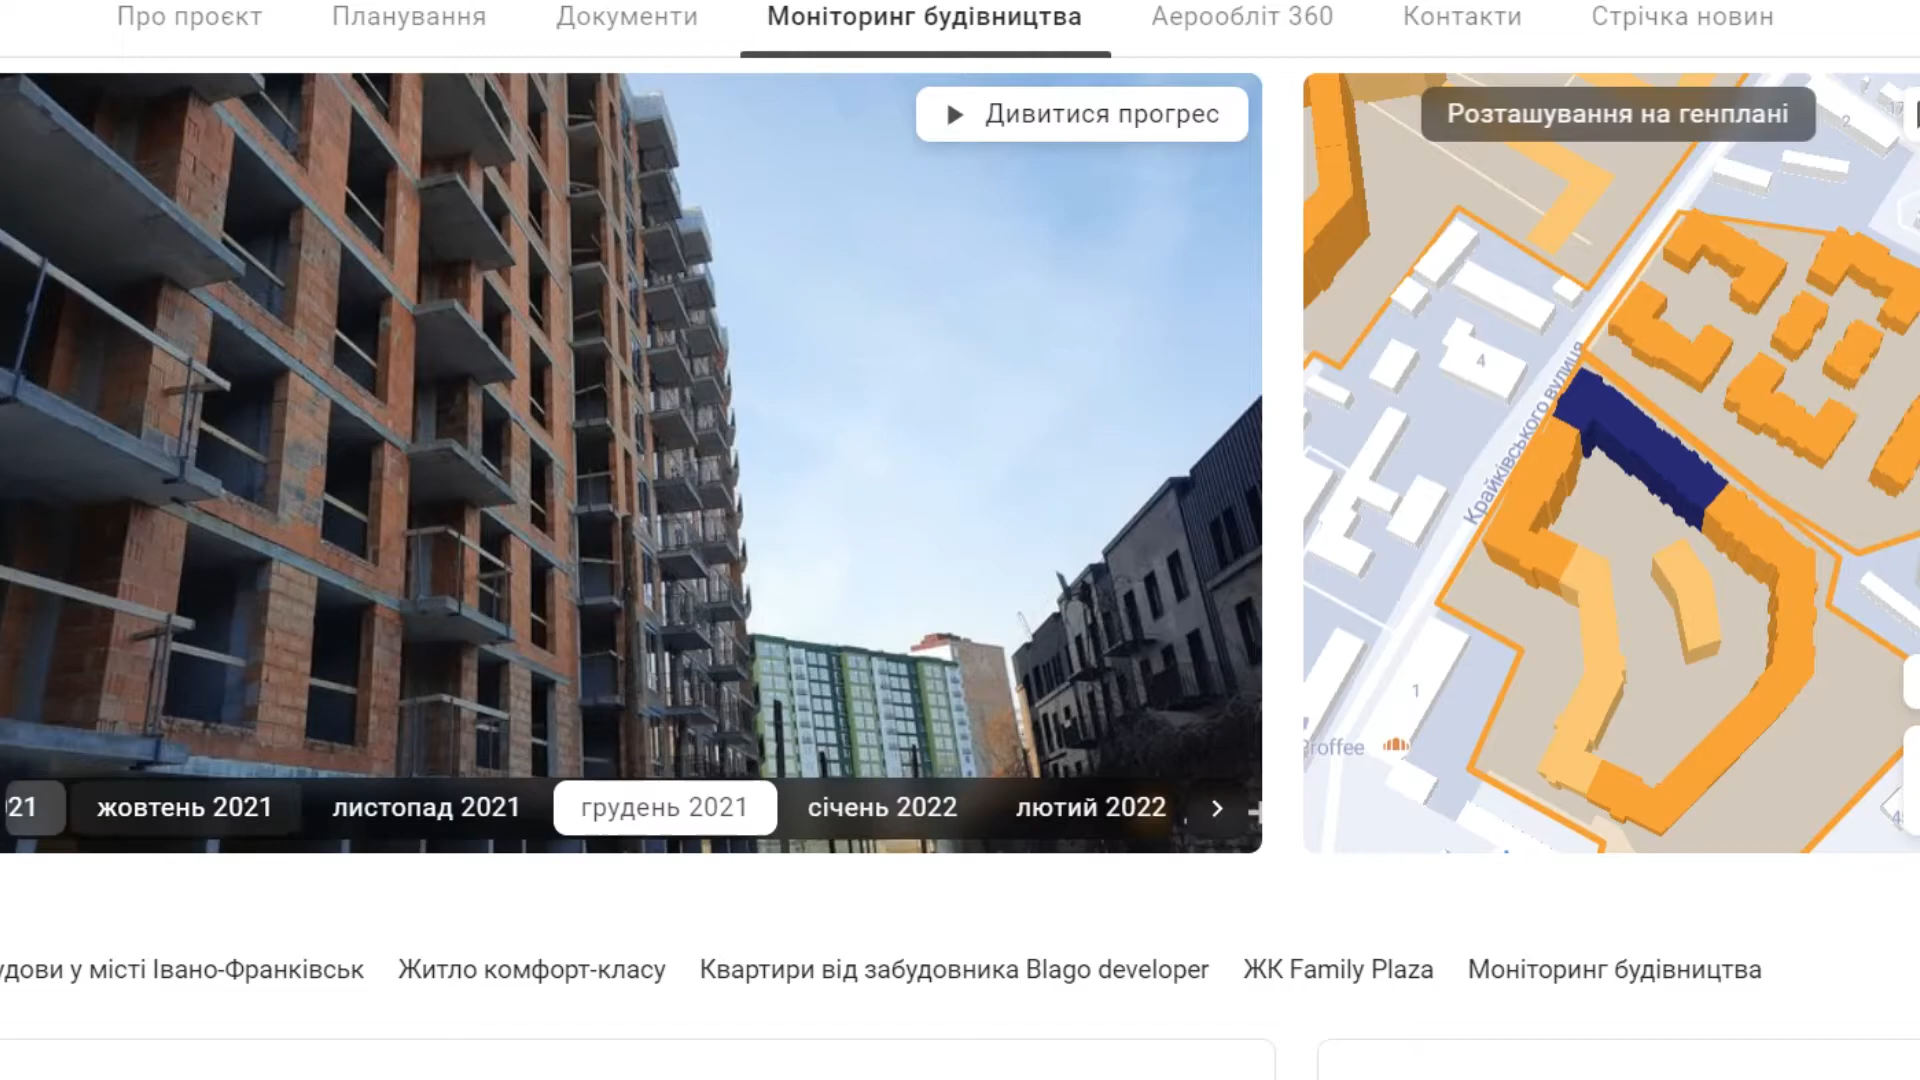 Про проєкт
Планування
Документи
Моніторинг будівництва
Аерообліт 360
Контакти
Стрічка новин
Дивитися прогрес
Розташування на генплані
2
4
Крайківського вулиця
1
21
жовтень 2021
листопад 2021
грудень 2021
січень 2022
лютий 2022
у місті Івано-Франківськ
Житло комфорт-класу
Квартири від забудовника Blago developer
ЖК Family Plaza
Моніторинг будівництва